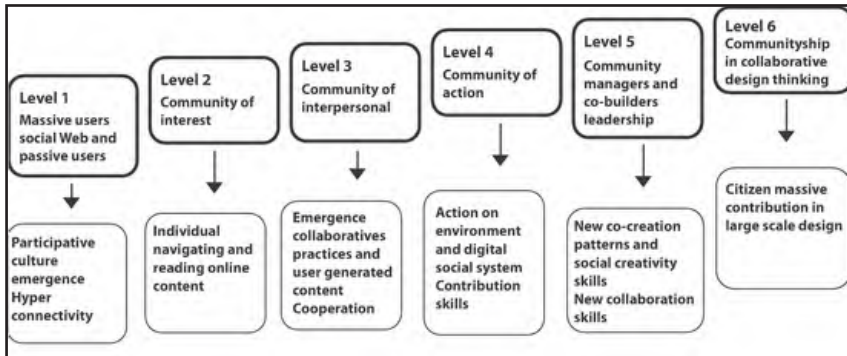 Level 1
Massive users
social Web and
passive users
Level 2
Community of
interest
Level 3
Community of
interpersonal
Level 4
Community of
action
Level 5
Community
managers and
co-builders
leadership
Level 6
Communityship
in collaborative
design thinking
Participative
culture
emergence
Hyper
connectivity
Individual
navigating and
reading online
content
Emergence
collaboratives
practices and
user generated
content
Cooperation
Action on
environment
and digital
social system
Contribution
skills
New co-creation
patterns and
social creativity
skills
New collaboration
skills
Citizen massive
contribution in
large scale design